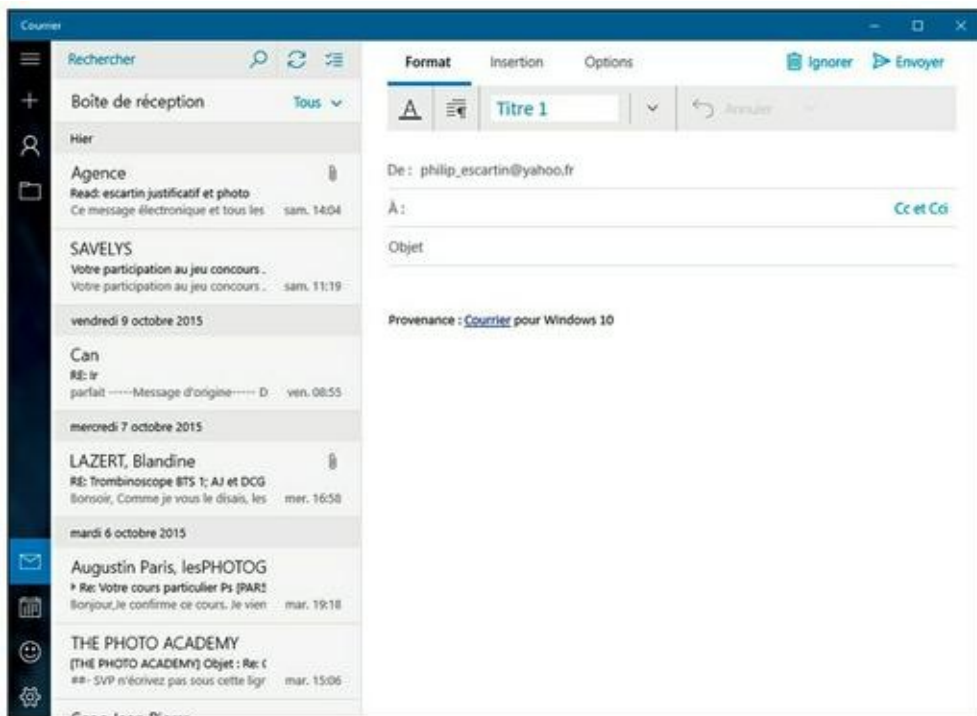 Courrier
Rechercher
Boîte de réception Tous
Hier
Agence
Read: escartin justificatif et photo
Ce message électronique et tous les sam. 14:04
SAVELYS
Votre participation au jeu concours .
Votre participation au jeu concours . sam. 11:19
vendredi 9 octobre 2015
Can
RE: Ir
parfait -----Message d'origine----- D ven. 08:55
mercredi 7 octobre 2015
LAZERT, Blandine
RE: Trombinoscope BTS 1; AJ et DCG
Bonsoir, Comme je vous le disais, les mer. 16:58
mardi 6 octobre 2015
Augustin Paris, lesPHOTOG
Re: Votre cours particulier Ps [PARS
Bonjour,Je confirme ce cours. Je vien mar. 19:18
THE PHOTO ACADEMY
[THE PHOTO ACADEMY] Objet : Re: C
##- SVP n'écrivez pas sous cette ligr mar. 15:06
Format Insertion Options Ignorer Envoyer
A Titre 1 Annuler
De : philip_escartin@yahoo.fr
À : Cc et Cci
Objet
Provenance : Courrier pour Windows 10